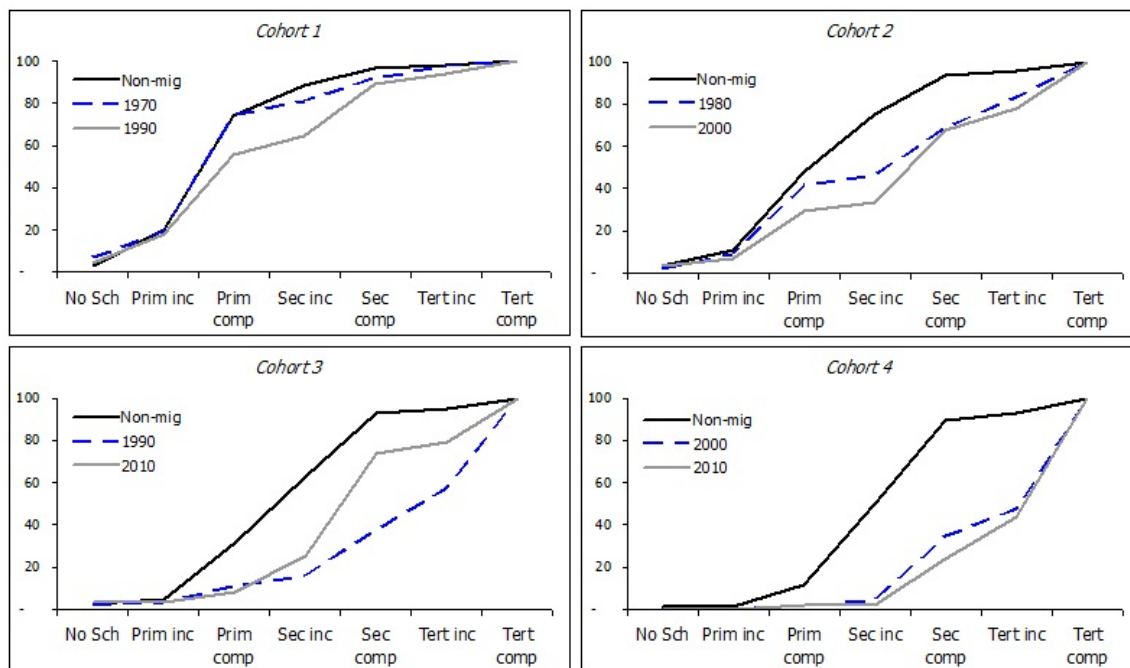 Cohort 1
100
80
60
40
20
-
Non-mig
1970
1990
No Sch Prim inc Prim comp Sec inc Sec comp Tert inc Tert comp
Cohort 2
100
80
60
40
20
-
Non-mig
1980
2000
No Sch Prim inc Prim comp Sec inc Sec comp Tert inc Tert comp
Cohort 3
100
80
60
40
20
-
Non-mig
1990
2010
No Sch Prim inc Prim comp Sec inc Sec comp Tert inc Tert comp
Cohort 4
100
80
60
40
20
-
Non-mig
2000
2010
No Sch Prim inc Prim comp Sec inc Sec comp Tert inc Tert comp